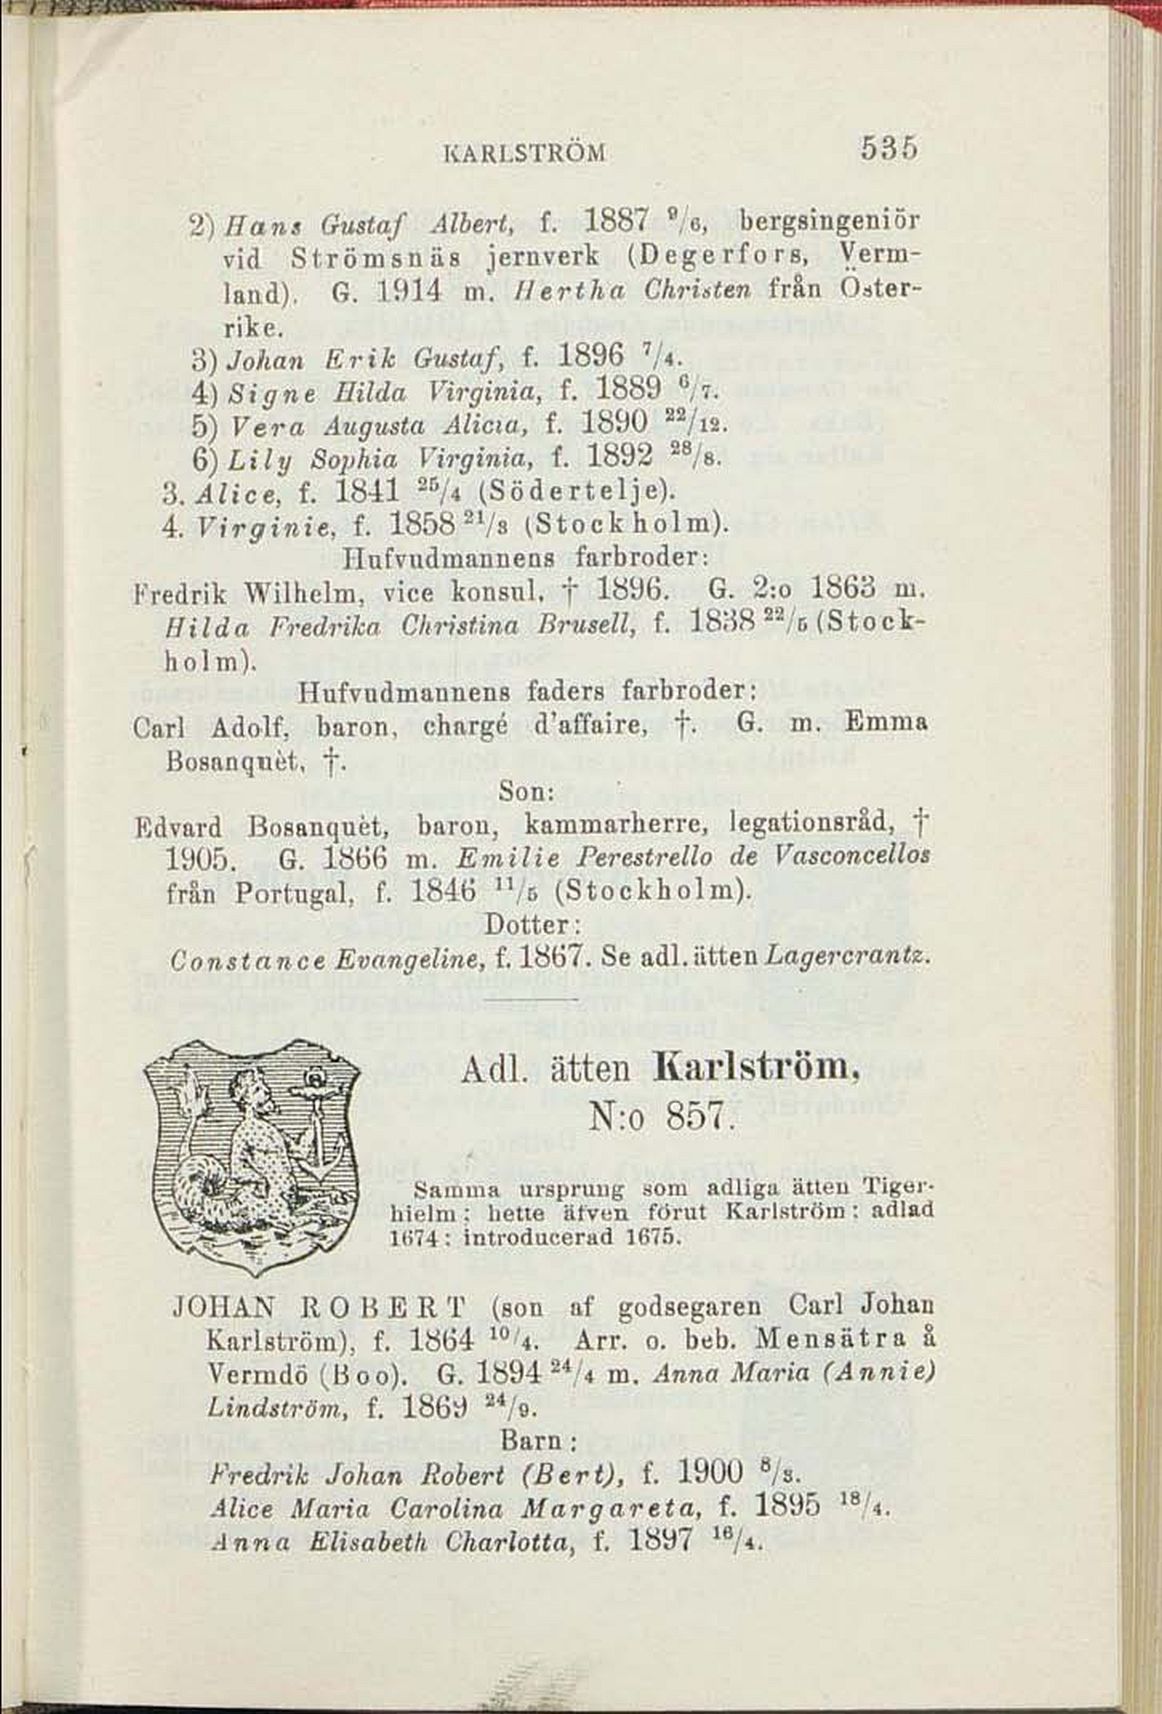 KARLSTRÖM 535
2) Hans Gustaf Albert, f. 1887 9/6, bergsingeniör
vid Strömsnäs jernverk (Degerfors, Verm-
land). G. 1914 m. Hertha Christen från Öster-
rike.
3) Johan Erik Gustaf, f. 1896 7/4.
4) Signe Hilda Virginia, f. 1889 6/7.
5) Vera Augusta Alicia, f. 1890 22/12.
6) Lily Sophia Virginia, f. 1892 28/8.
3. Alice, f. 1841 25/4 (Södertelje).
4. Virginie, f. 1858 21/3 (Stockholm).
Hufvudmannens farbroder:
Fredrik Wilhelm, vice konsul, † 1896. G. 2:o 1863 m.
Hilda Fredrika Christina Brusell, f. 1838 22/5 (Stock-
holm).
Hufvudmannens faders farbroder:
Carl Adolf, baron, chargé d'affaire, †. G. m. Emma
Bosanquèt, †.
Son:
Edvard Bosanquèt, baron, kammarherre, legationsråd, †
1905. G. 1866 m. Emilie Perestrello de Vasconcellos
från Portugal, f. 1846 11/5 (Stockholm).
Dotter:
Constance Evangeline, f. 1867. Se adl. ätten Lagercrantz.
Adl. ätten Karlström,
N:o 857.
Samma ursprung som adliga ätten Tiger-
hielm; hette äfven förut Karlström; adlad
1674; introducerad 1675.
JOHAN ROBERT (son af godsegaren Carl Johan
Karlström), f. 1864 10/4. Arr. o. beb. Mensätra å
Vermdö (Boo). G. 1894 24/4 m. Anna Maria (Annie)
Lindström, f. 1869 24/9.
Barn:
Fredrik Johan Robert (Bert), f. 1900 8/3.
Alice Maria Carolina Margareta, f. 1895 18/4.
Anna Elisabeth Charlotta, f. 1897 16/4.